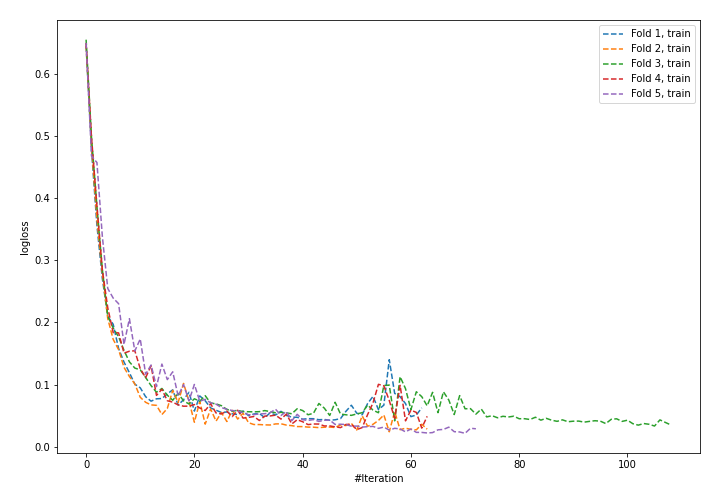 Fold 1, train
Fold 2, train
Fold 3, train
Fold 4, train
Fold 5, train
0.6
0.5
0.4
0.3
0.2
0.1
0.0
logloss
0 20 40 60 80 100
#Iteration